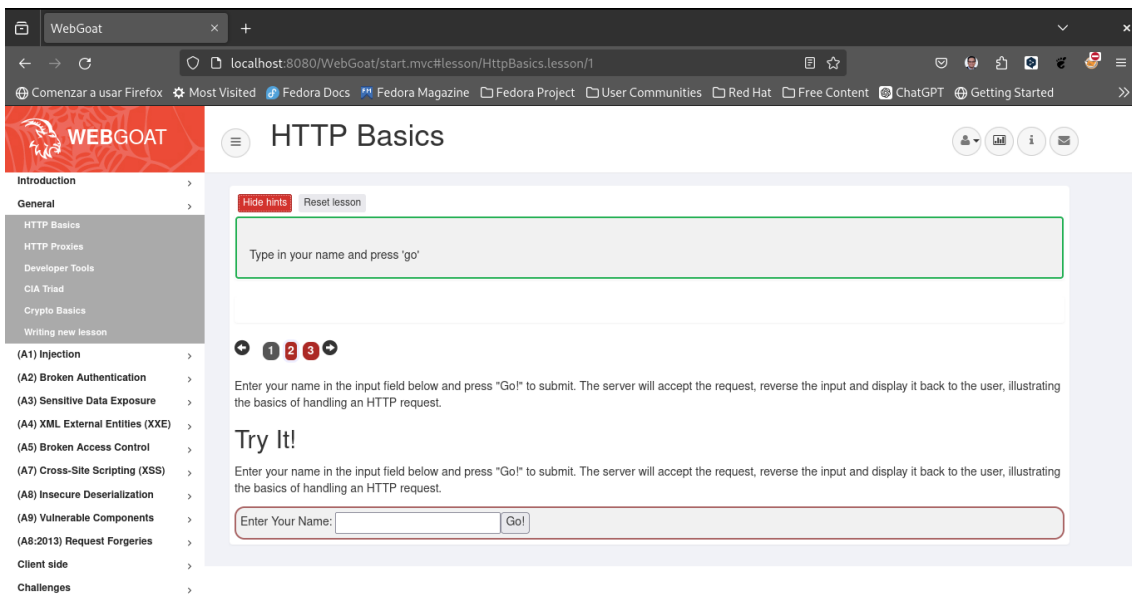 WebGoat
localhost:8080/WebGoat/start.mvc#lesson/HttpBasics.lesson/1
Comenzar a usar Firefox Most Visited Fedora Docs Fedora Magazine Fedora Project User Communities Red Hat Free Content ChatGPT Getting Started
WEBGOAT
HTTP Basics
Introduction
General
HTTP Basics
HTTP Proxies
Developer Tools
CIA Triad
Crypto Basics
Writing new lesson
(A1) Injection
(A2) Broken Authentication
(A3) Sensitive Data Exposure
(A4) XML External Entities (XXE)
(A5) Broken Access Control
(A7) Cross-Site Scripting (XSS)
(A8) Insecure Deserialization
(A9) Vulnerable Components
(A8:2013) Request Forgeries
Client side
Challenges
Hide hints Reset lesson
Type in your name and press 'go'
1 2 3
Enter your name in the input field below and press "Go!" to submit. The server will accept the request, reverse the input and display it back to the user, illustrating
the basics of handling an HTTP request.
Try It!
Enter your name in the input field below and press "Go!" to submit. The server will accept the request, reverse the input and display it back to the user, illustrating
the basics of handling an HTTP request.
Enter Your Name: Go!